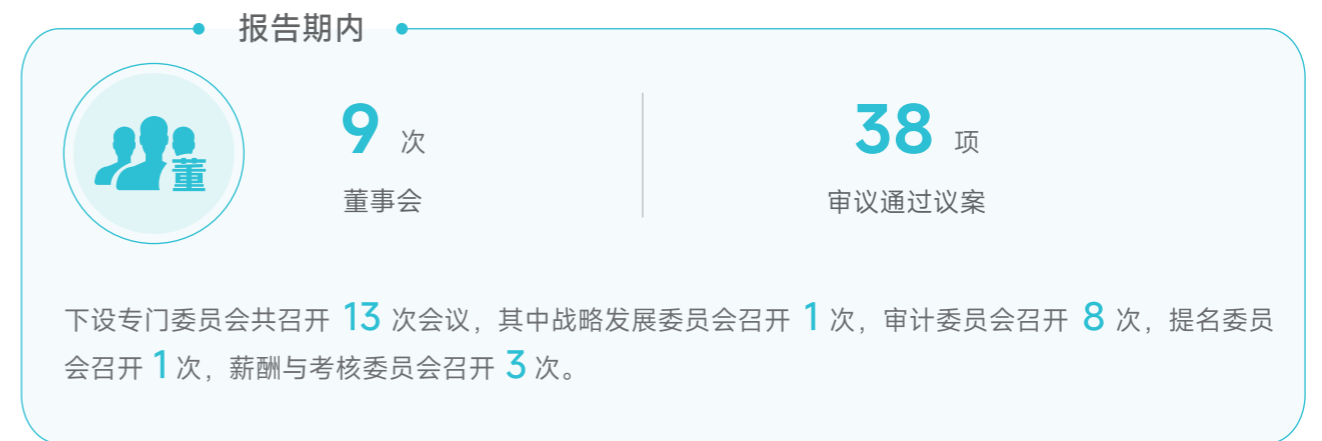 报告期内
董
9 次
董事会
38 项
审议通过议案
下设专门委员会共召开 13 次会议，其中战略发展委员会召开 1 次，审计委员会召开 8 次，提名委员
会召开 1 次，薪酬与考核委员会召开 3 次。